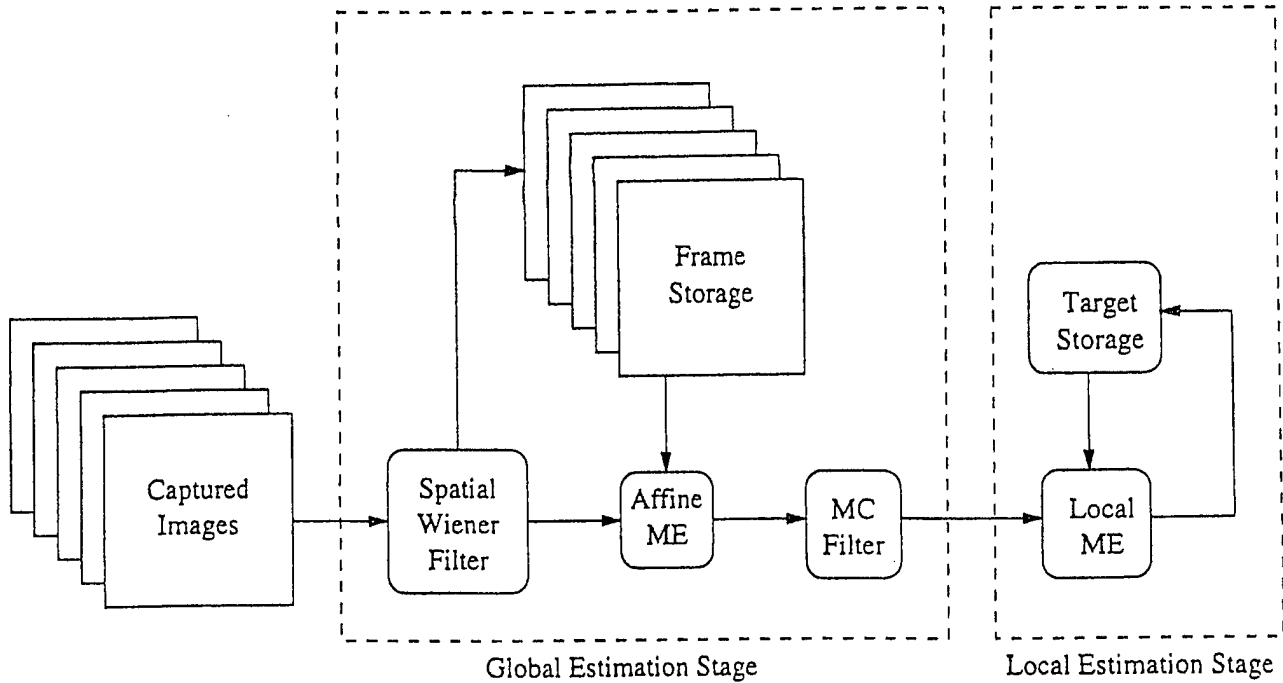 Frame
Storage
Target
Storage
Captured
Images
Spatial
Wiener
Filter
Affine
ME
MC
Filter
Local
ME
Global Estimation Stage
Local Estimation Stage